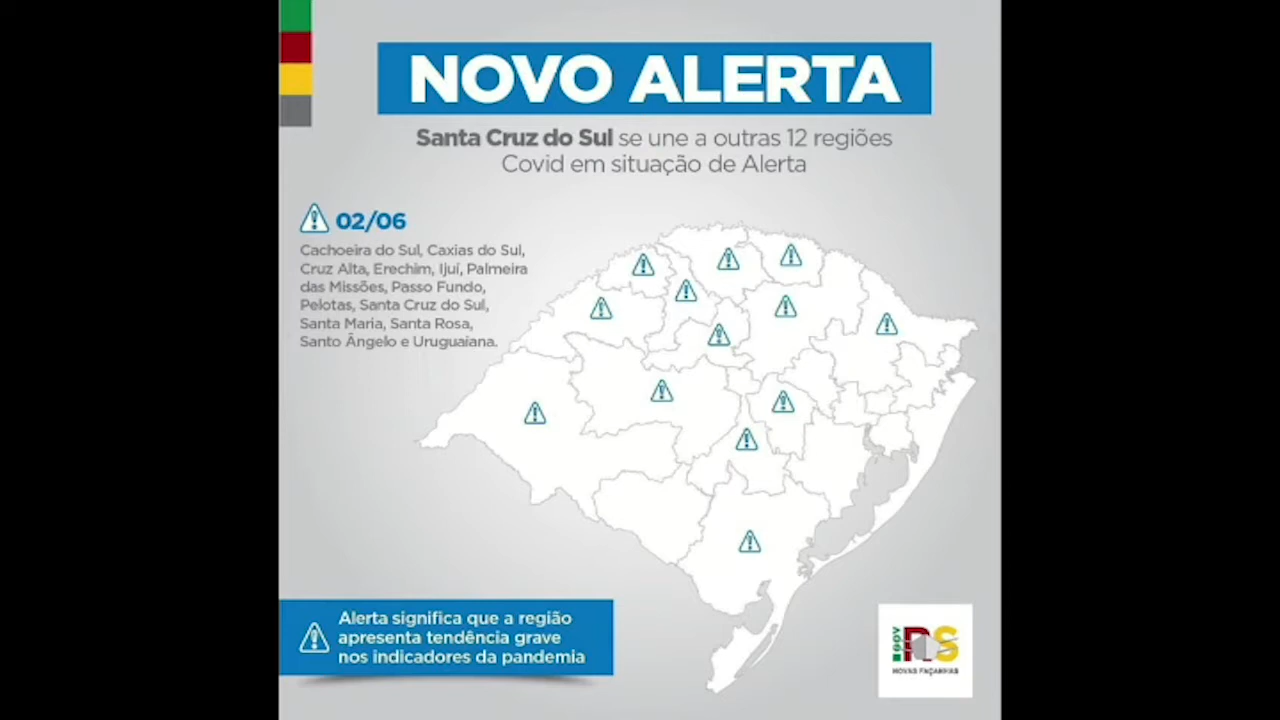 NOVO ALERTA
Santa Cruz do Sul se une a outras 12 regiões
Covid em situação de Alerta
02/06
Cachoeira do Sul, Caxias do Sul,
Cruz Alta, Erechim, Ijuí, Palmeira
das Missões, Passo Fundo,
Pelotas, Santa Cruz do Sul,
Santa Maria, Santa Rosa,
Santo Ângelo e Uruguaiana.
Alerta significa que a região
apresenta tendência grave
nos indicadores da pandemia
GOV
RS
NOVAS FAÇANHAS